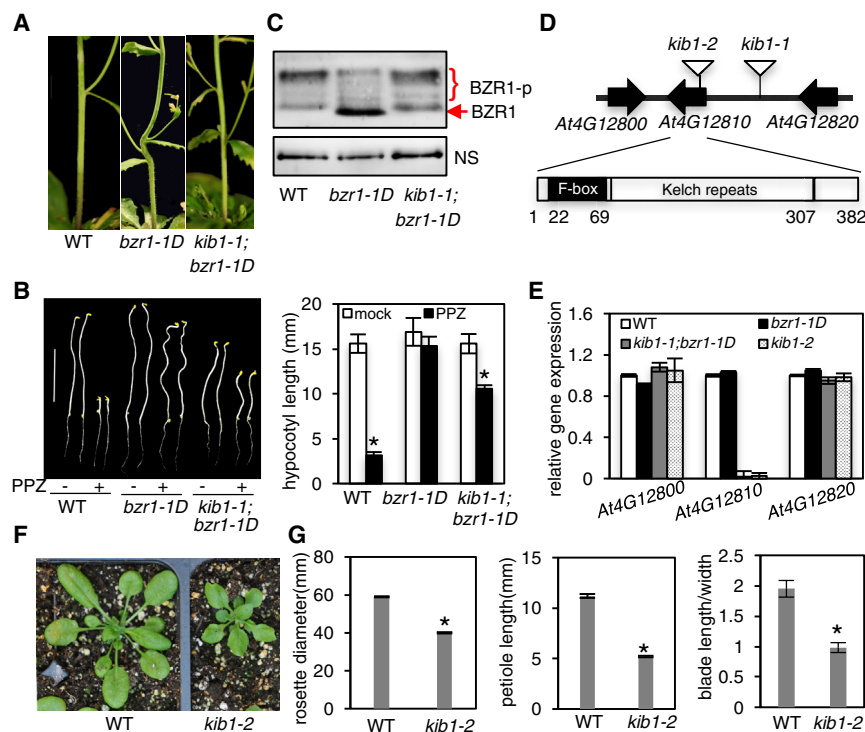 A
WT
bzr1-1D
kib1-1;
bzr1-1D
B
PPZ
- + - + - +
WT
bzr1-1D
kib1-1;
bzr1-1D
hypocotyl length (mm)
20
15
10
5
0
mock
PPZ
*
*
WT
bzr1-1D
kib1-1;
bzr1-1D
C
BZR1-p
BZR1
NS
WT
bzr1-1D
kib1-1;
bzr1-1D
D
kib1-2
kib1-1
At4G12800
At4G12810
At4G12820
F-box
Kelch repeats
1
22
69
307
382
E
relative gene expression
1.6
1.2
0.8
0.4
0
WT
bzr1-1D
kib1-1;bzr1-1D
kib1-2
At4G12800
At4G12810
At4G12820
F
WT
kib1-2
G
rosette diameter(mm)
80
60
40
20
0
*
WT
kib1-2
petiole length(mm)
15
10
5
0
*
WT
kib1-2
blade length/width
2.5
2
1.5
1
0.5
0
*
WT
kib1-2